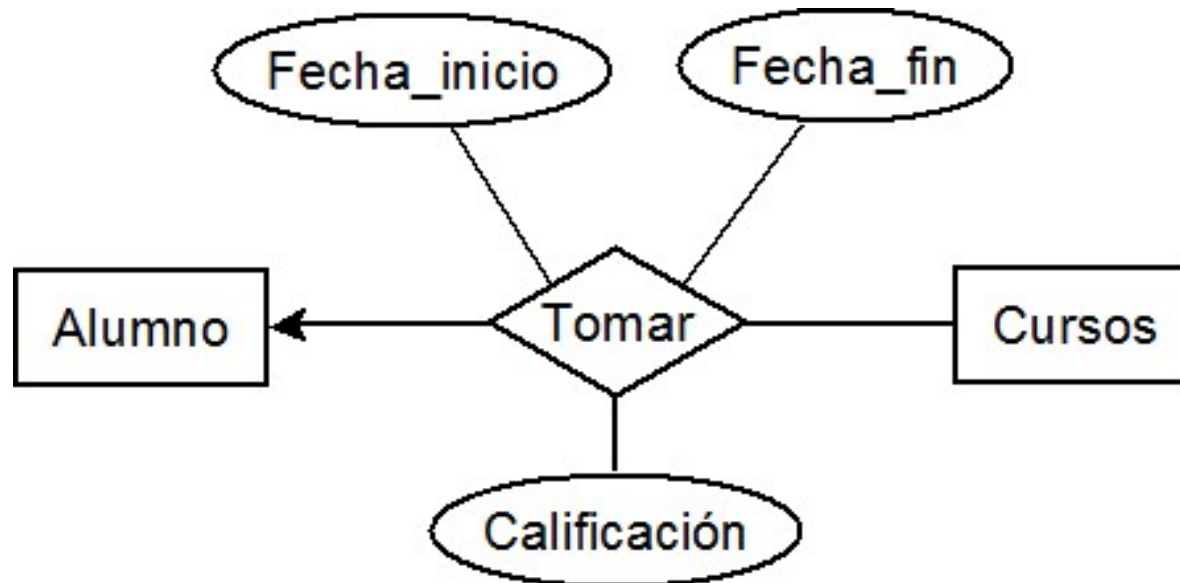 Fecha_inicio
Fecha_fin
Alumno
Tomar
Cursos
Calificación